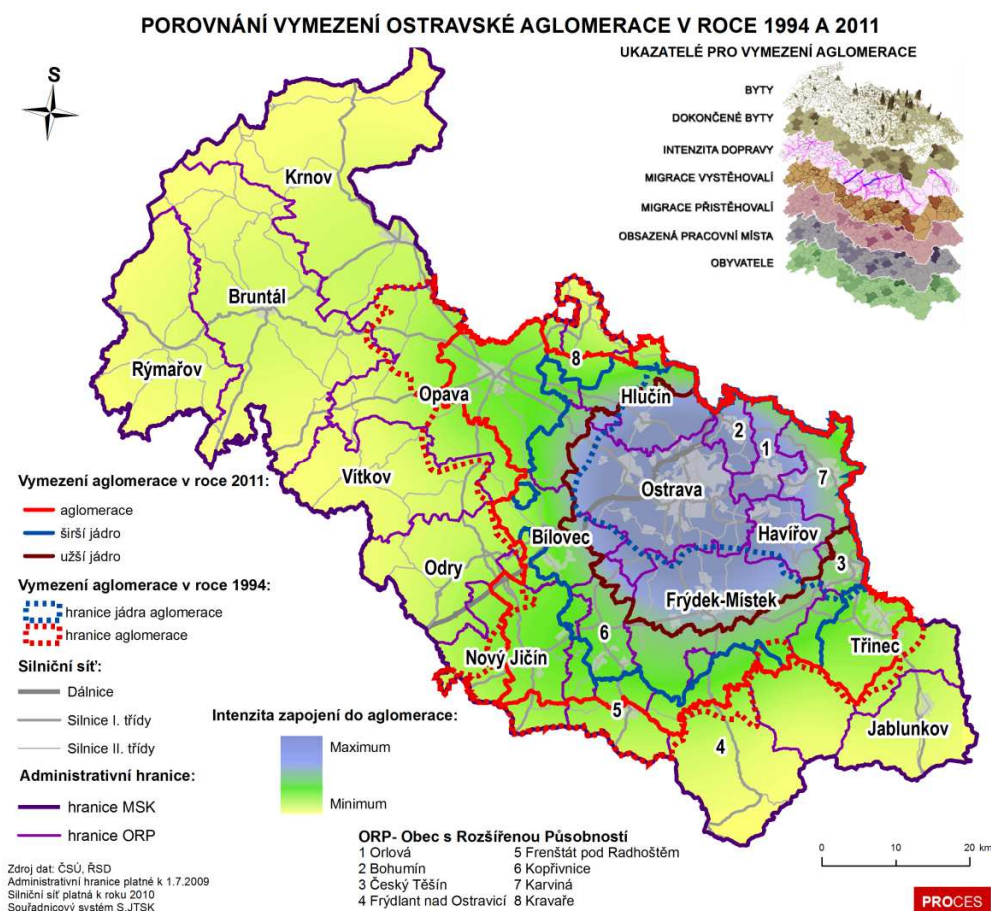 POROVNÁNÍ VYMEZENÍ OSTRAVSKÉ AGLOMERACE V ROCE 1994 A 2011
UKAZATELÉ PRO VYMEZENÍ AGLOMERACE
S
BYTY
DOKONČENÉ BYTY
INTENZITA DOPRAVY
MIGRACE VYSTĚHOVALÍ
MIGRACE PŘISTĚHOVALÍ
OBSAZENÁ PRACOVNÍ MÍSTA
OBYVATELE
Krnov
Bruntál
Rýmařov
8
Opava
Hlučín
2
1
7
Vítkov
Ostrava
Bílovec
Havířov
3
Odry
Frýdek-Místek
6
Třinec
Nový Jičín
5
4
Jablunkov
Vymezení aglomerace v roce 2011:
aglomerace
širší jádro
užší jádro
Vymezení aglomerace v roce 1994:
hranice jádra aglomerace
hranice aglomerace
Silniční síť:
Dálnice
Silnice I. třídy
Silnice II. třídy
Administrativní hranice:
hranice MSK
hranice ORP
Intenzita zapojení do aglomerace:
Maximum
Minimum
ORP- Obec s Rozšířenou Působností
1 Orlová
2 Bohumín
3 Český Těšín
4 Frýdlant nad Ostravicí
5 Frenštát pod Radhoštěm
6 Kopřivnice
7 Karviná
8 Kravaře
0 10 20 km
Zdroj dat: ČSÚ, ŘSD
Administrativní hranice platné k 1.7.2009
Silniční síť platná k roku 2010
Souřadnicový systém S.JTSK
PROCES